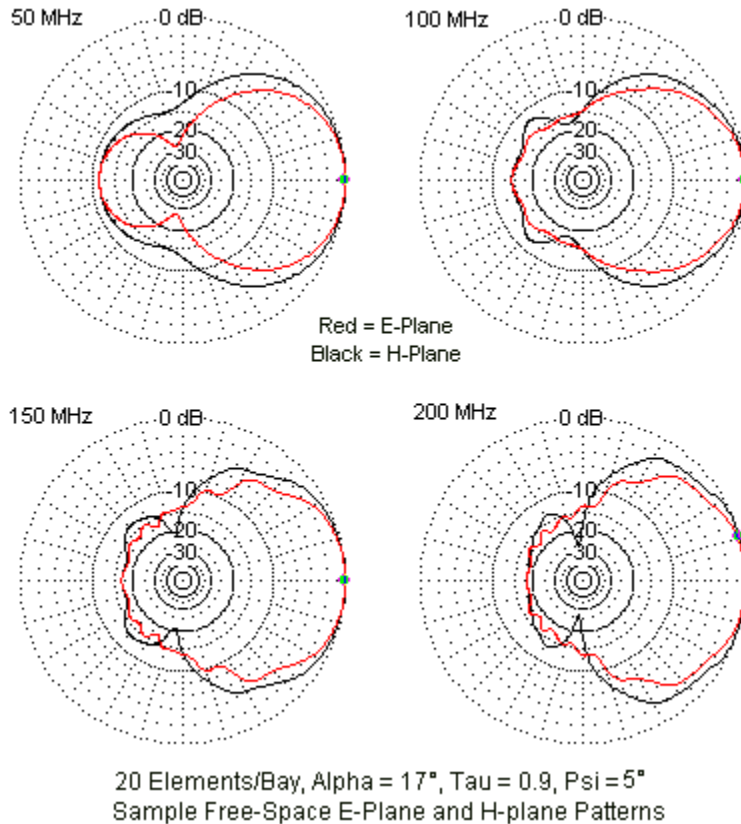 50 MHz
0 dB
10
20
30
100 MHz
0 dB
10
20
30
Red = E-Plane
Black = H-Plane
150 MHz
0 dB
10
20
30
200 MHz
0 dB
10
20
30
20 Elements/Bay, Alpha = 17°, Tau = 0.9, Psi = 5°
Sample Free-Space E-Plane and H-plane Patterns